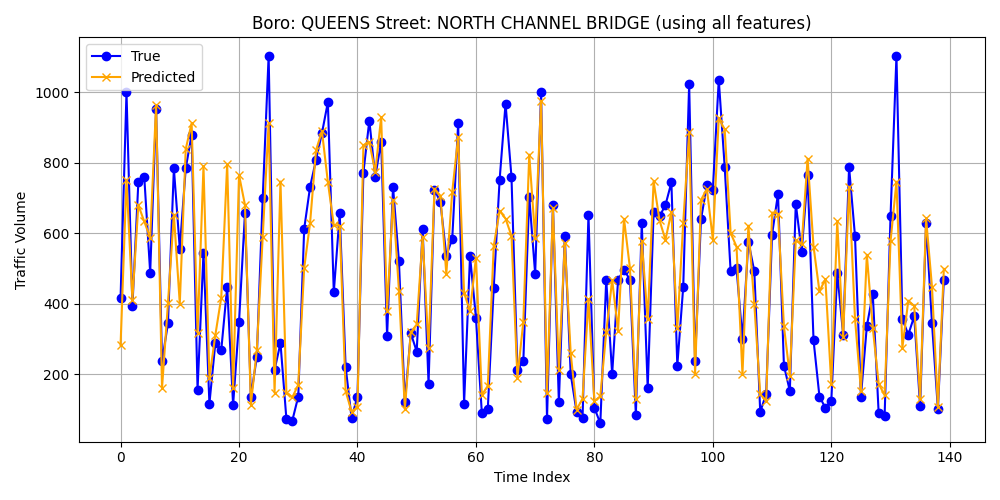 Boro: QUEENS Street: NORTH CHANNEL BRIDGE (using all features)
True
Predicted
1000
800
600
400
200
Traffic Volume
0 20 40 60 80 100 120 140
Time Index